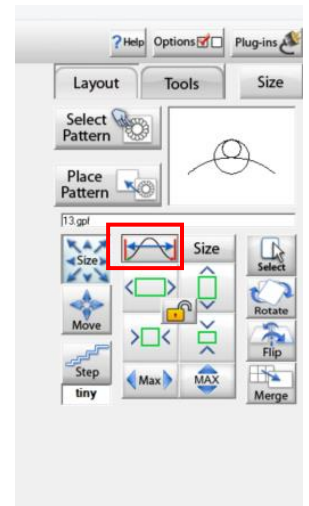 ?Help Options Plug-ins
Layout Tools Size
Select
Pattern
Place
Pattern
13.gpf
Size Size Select
Move Rotate
Flip
Step Max MAX
tiny Merge